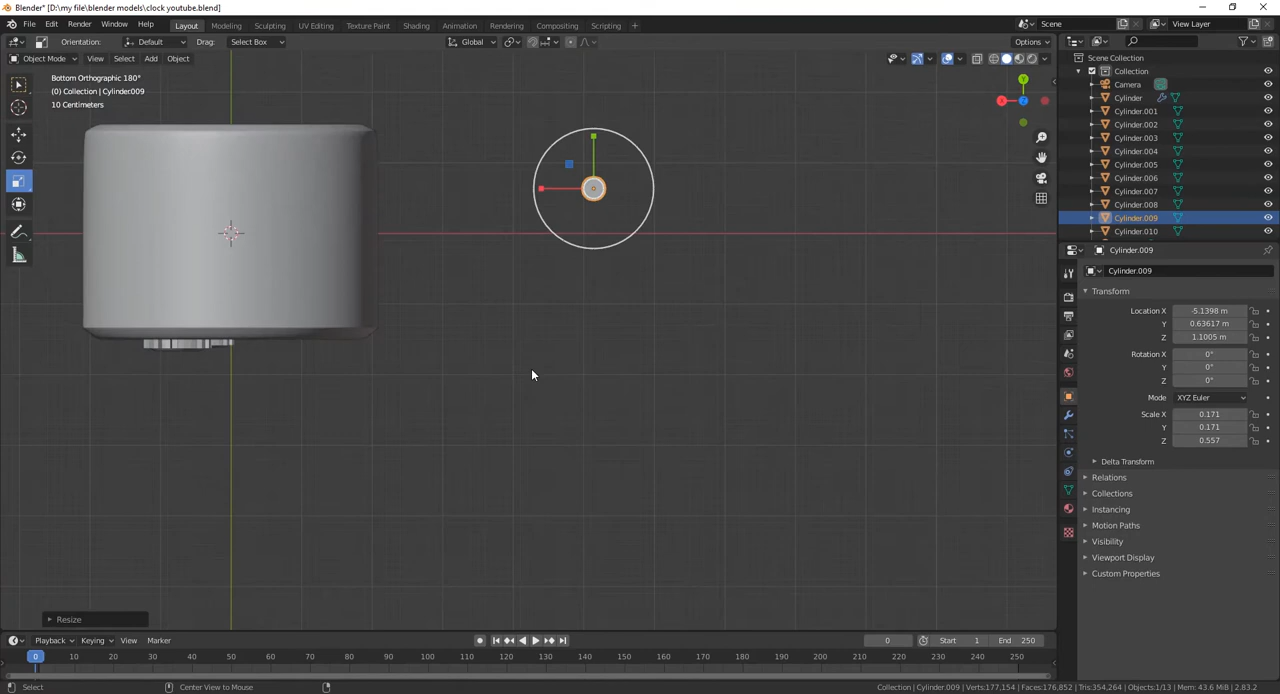 Blender* [D:\my file\blender models\clock youtube.blend]
File Edit Render Window Help Layout Modeling Sculpting UV Editing Texture Paint Shading Animation Rendering Compositing Scripting + Scene View Layer
Orientation: Default Drag: Select Box Global Options
Object Mode View Select Add Object
Bottom Orthographic 180°
(0) Collection | Cylinder.009
10 Centimeters
X Y Z
Scene Collection
Collection
Camera
Cylinder
Cylinder.001
Cylinder.002
Cylinder.003
Cylinder.004
Cylinder.005
Cylinder.006
Cylinder.007
Cylinder.008
Cylinder.009
Cylinder.010
Cylinder.009
Cylinder.009
Transform
Location X -5.1398 m
Y 0.63617 m
Z 1.1005 m
Rotation X 0°
Y 0°
Z 0°
Mode XYZ Euler
Scale X 0.171
Y 0.171
Z 0.557
Delta Transform
Relations
Collections
Instancing
Motion Paths
Visibility
Viewport Display
Custom Properties
Resize
Playback Keying View Marker 0 Start 1 End 250
0 10 20 30 40 50 60 70 80 90 100 110 120 130 140 150 160 170 180 190 200 210 220 230 240 250
Select Center View to Mouse Collection | Cylinder.009 | Verts:177,154 | Faces:176,852 | Tris:354,264 | Objects:1/13 | Mem: 43.6 MiB | 2.83.2